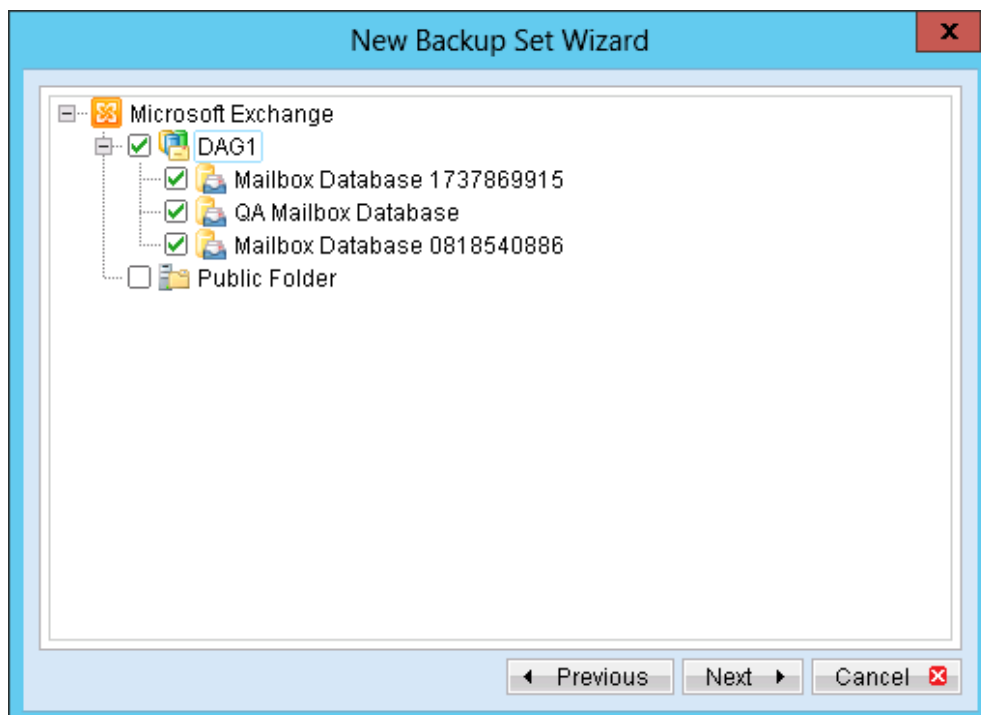 New Backup Set Wizard
x
Microsoft Exchange
DAG1
Mailbox Database 1737869915
QA Mailbox Database
Mailbox Database 0818540886
Public Folder
Previous Next Cancel